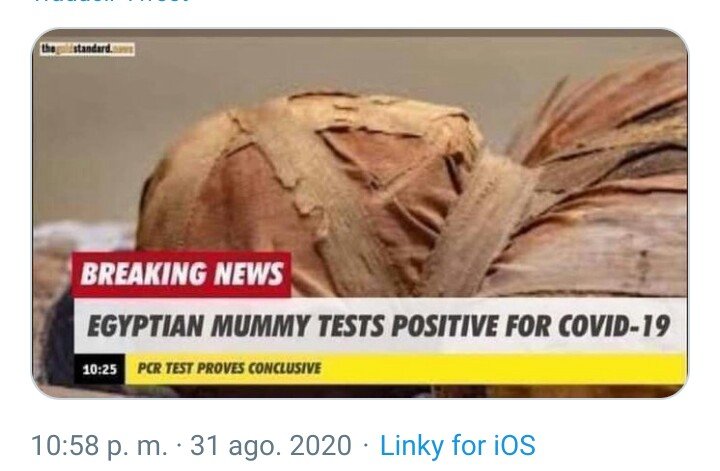 thegoldstandard.news
BREAKING NEWS
EGYPTIAN MUMMY TESTS POSITIVE FOR COVID-19
10:25 PCR TEST PROVES CONCLUSIVE
10:58 p. m. · 31 ago. 2020 · Linky for iOS